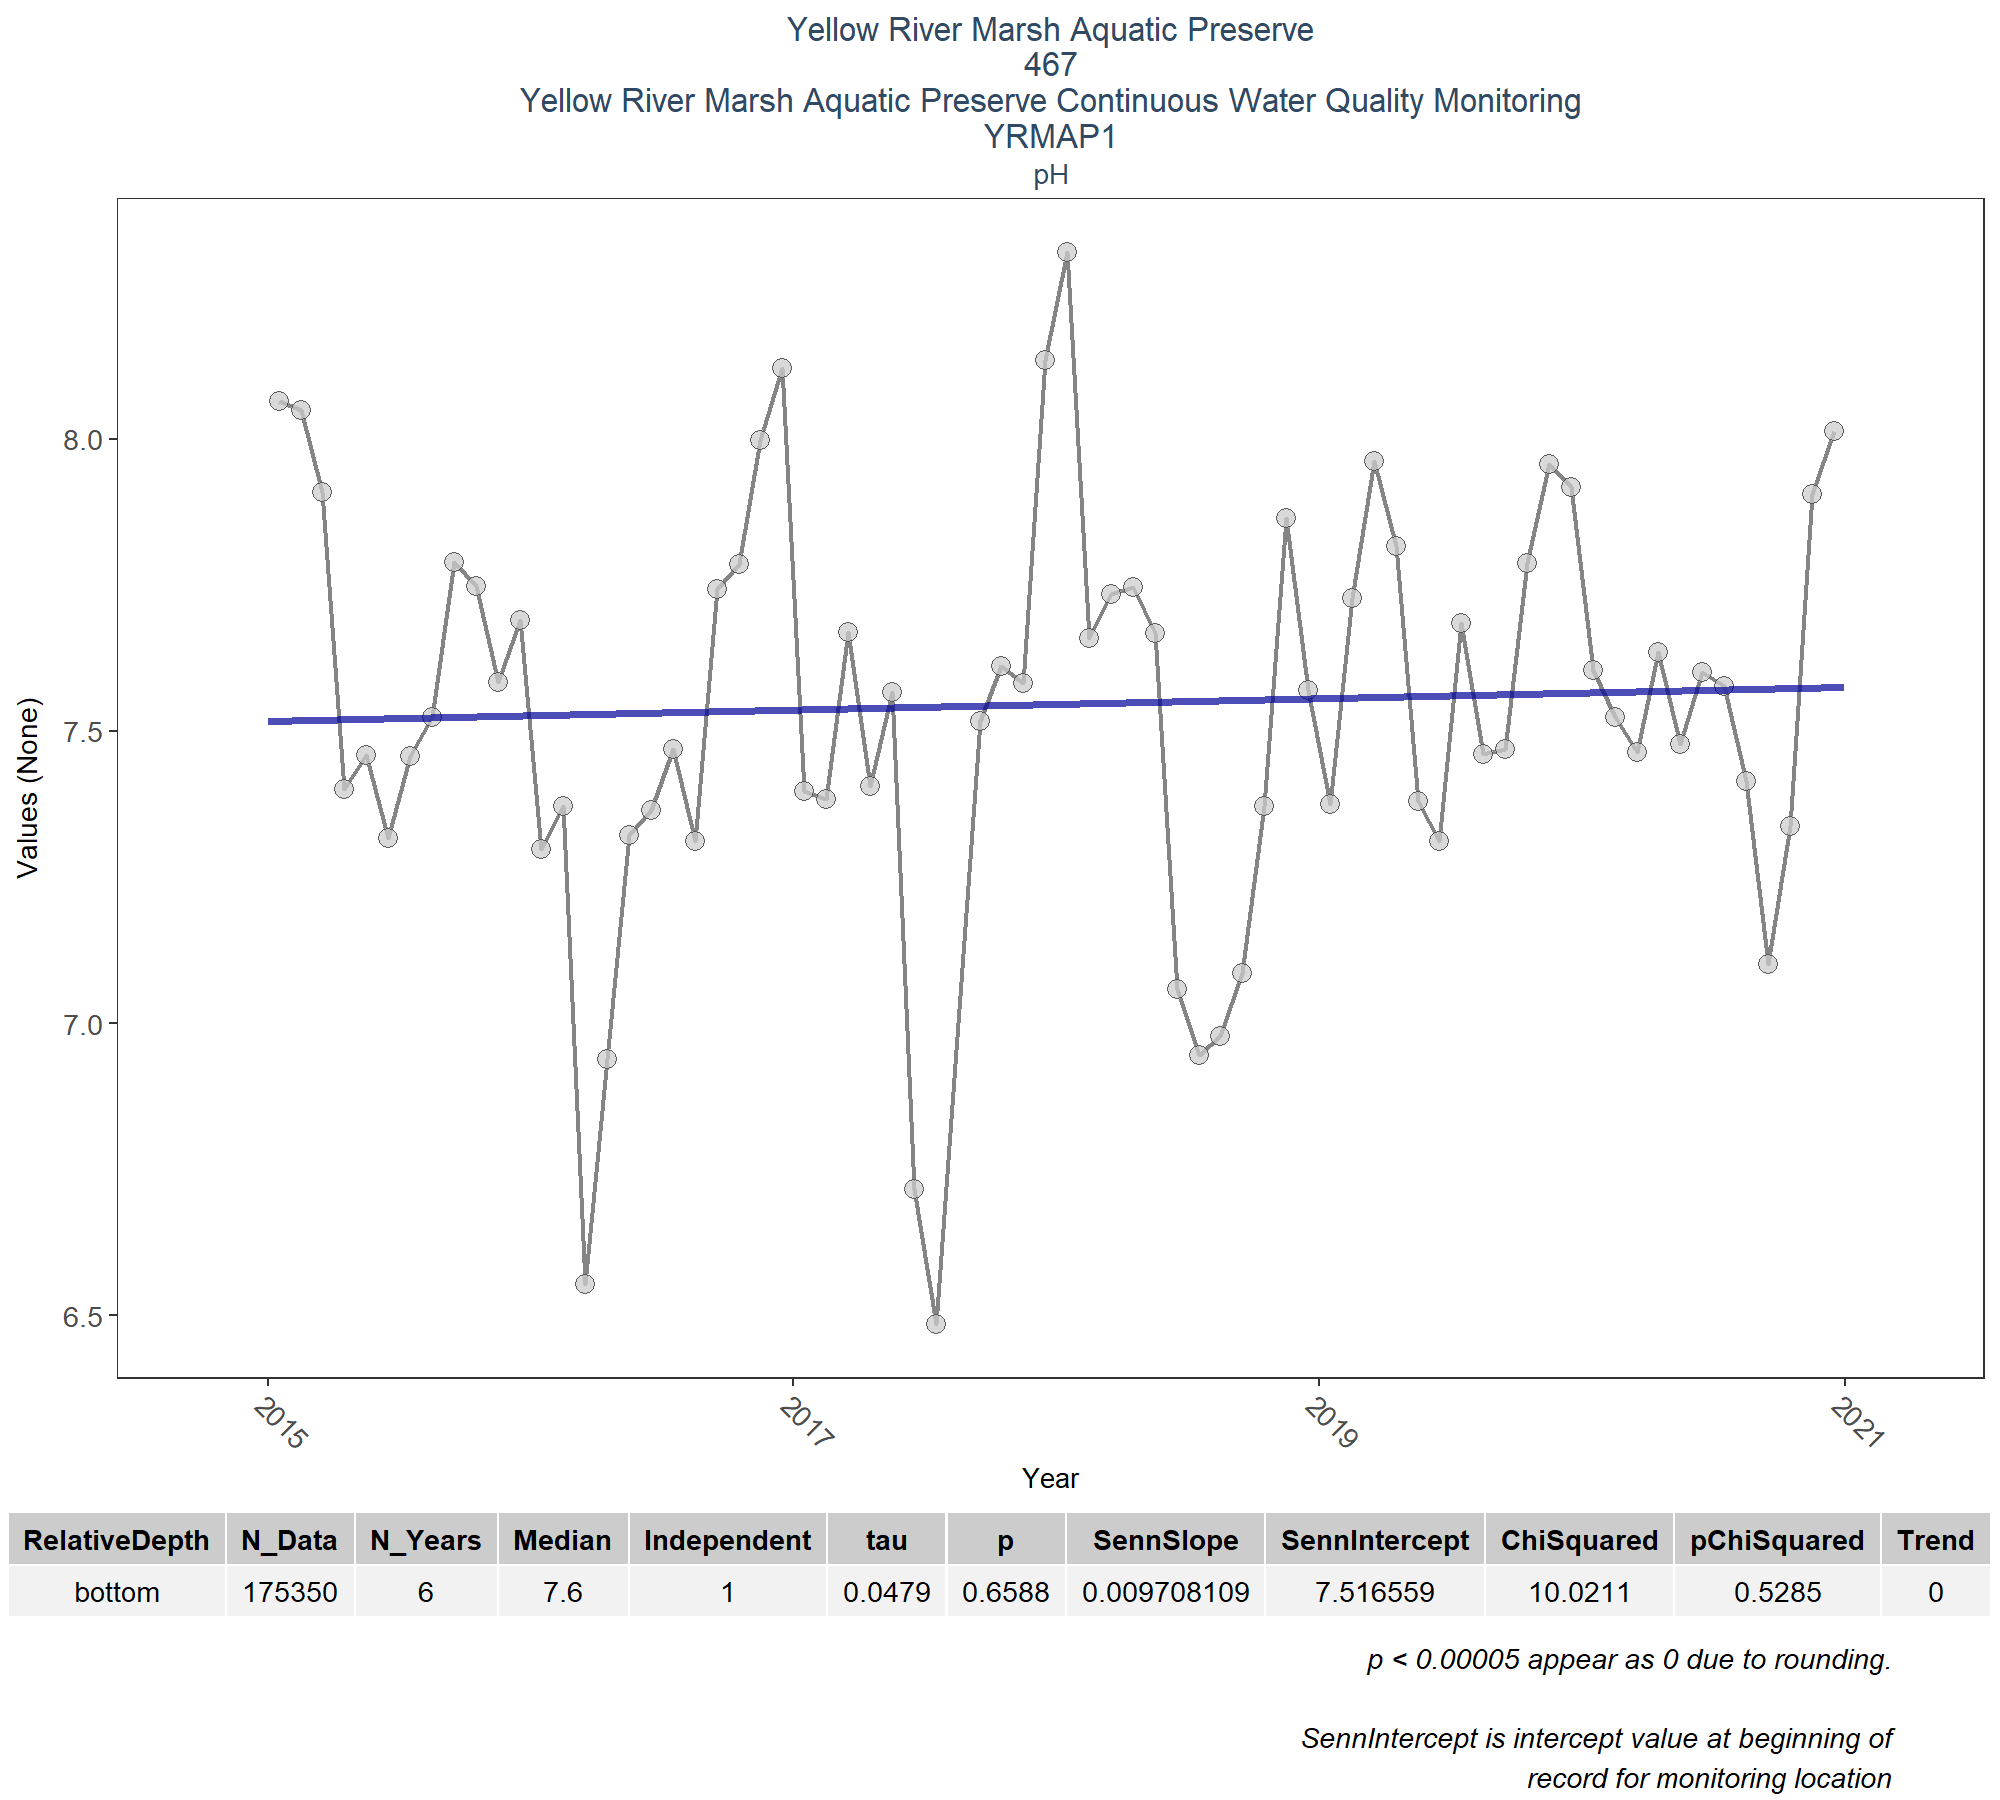 Yellow River Marsh Aquatic Preserve
467
Yellow River Marsh Aquatic Preserve Continuous Water Quality Monitoring
YRMAP1
pH
Values (None)
8.0
7.5
7.0
6.5
2015 2017 2019 2021
Year
RelativeDepth N_Data N_Years Median Independent tau p SennSlope SennIntercept ChiSquared pChiSquared Trend
bottom 175350 6 7.6 1 0.0479 0.6588 0.009708109 7.516559 10.0211 0.5285 0
p < 0.00005 appear as 0 due to rounding.
SennIntercept is intercept value at beginning of
record for monitoring location